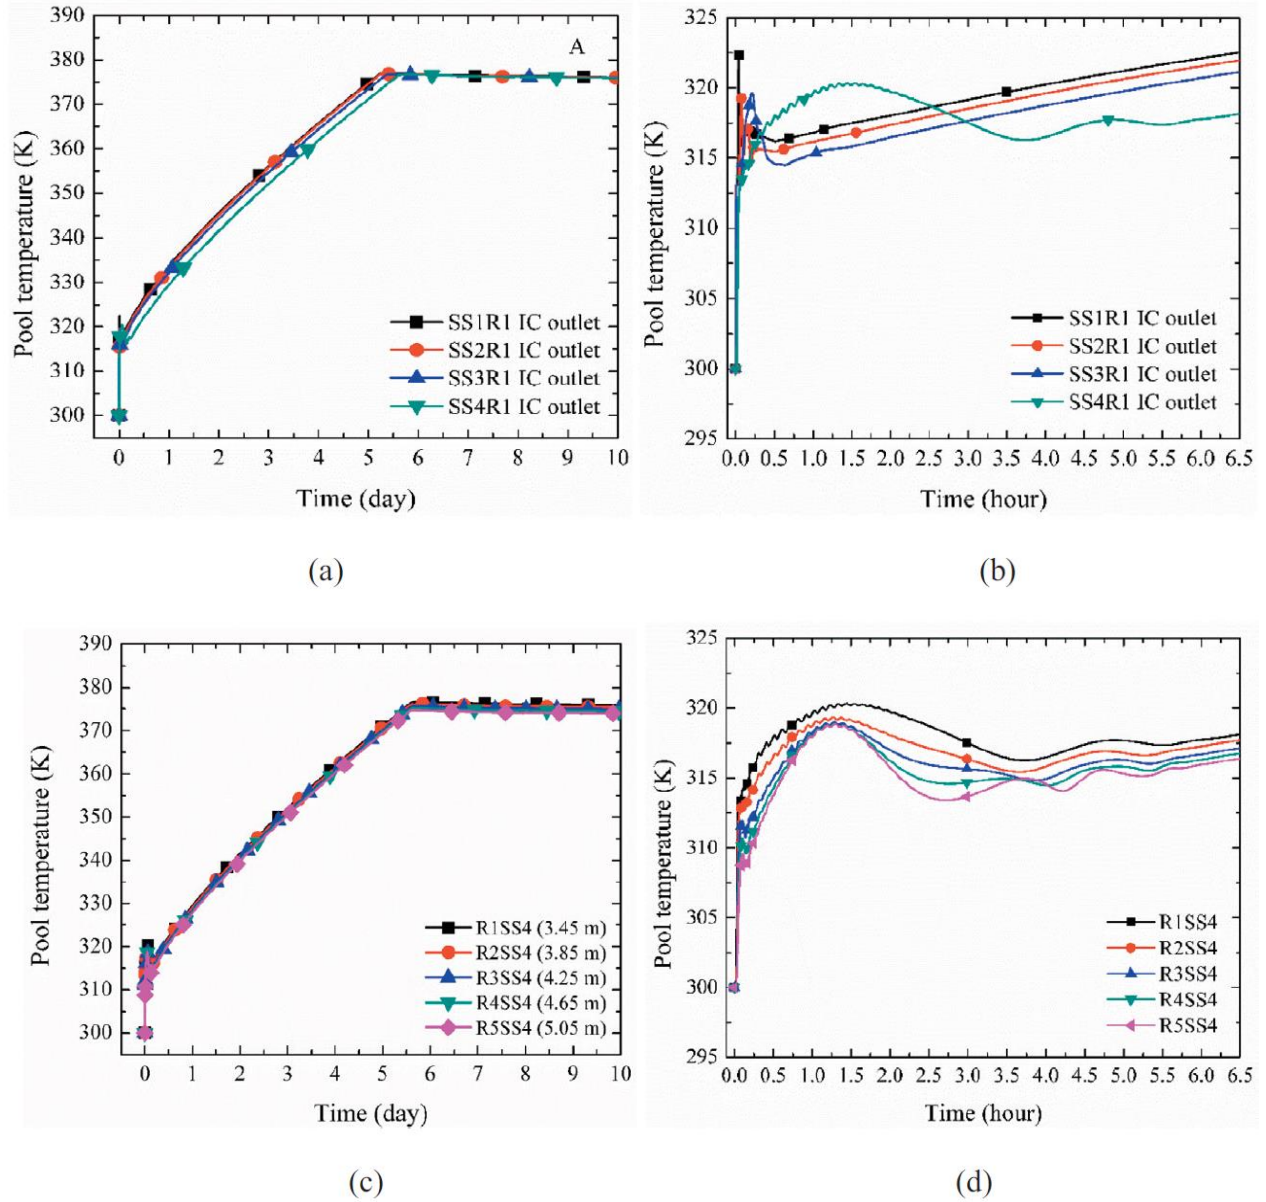 390
380
370
360
350
340
330
320
310
300
Pool temperature (K)
A
SS1R1 IC outlet
SS2R1 IC outlet
SS3R1 IC outlet
SS4R1 IC outlet
0 1 2 3 4 5 6 7 8 9 10
Time (day)
(a)
325
320
315
310
305
300
295
Pool temperature (K)
SS1R1 IC outlet
SS2R1 IC outlet
SS3R1 IC outlet
SS4R1 IC outlet
0.0 0.5 1.0 1.5 2.0 2.5 3.0 3.5 4.0 4.5 5.0 5.5 6.0 6.5
Time (hour)
(b)
390
380
370
360
350
340
330
320
310
300
Pool temperature (K)
R1SS4 (3.45 m)
R2SS4 (3.85 m)
R3SS4 (4.25 m)
R4SS4 (4.65 m)
R5SS4 (5.05 m)
0 1 2 3 4 5 6 7 8 9 10
Time (day)
(c)
325
320
315
310
305
300
295
Pool temperature (K)
R1SS4
R2SS4
R3SS4
R4SS4
R5SS4
0.0 0.5 1.0 1.5 2.0 2.5 3.0 3.5 4.0 4.5 5.0 5.5 6.0 6.5
Time (hour)
(d)